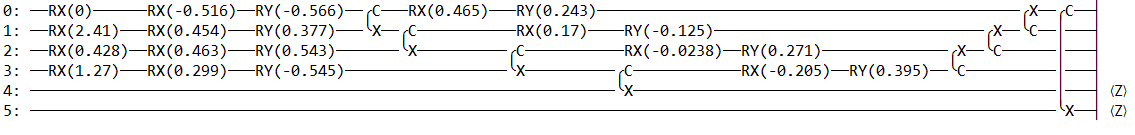 0: ──RX(0)─────RX(-0.516)──RY(-0.566)──╭C──RX(0.465)──RY(0.243)───────────────────────────────────────────╭X─╭C──────┤
1: ──RX(2.41)──RX(0.454)───RY(0.377)───╰X─╭C──────────RX(0.17)────RY(-0.125)───────────────────────────╭X─╰C─│───────┤
2: ──RX(0.428)─RX(0.463)───RY(0.543)──────╰X─────────╭C───────────RX(-0.0238)──RY(0.271)────────────╭X─╰C────│───────┤
3: ──RX(1.27)──RX(0.299)───RY(-0.545)────────────────╰X──────────╭C────────────RX(-0.205)──RY(0.395)─╰C───────│───────┤
4: ──────────────────────────────────────────────────────────────╰X──────────────────────────────────────────│───────┤ ⟨Z⟩
5: ──────────────────────────────────────────────────────────────────────────────────────────────────────────╰X──────┤ ⟨Z⟩